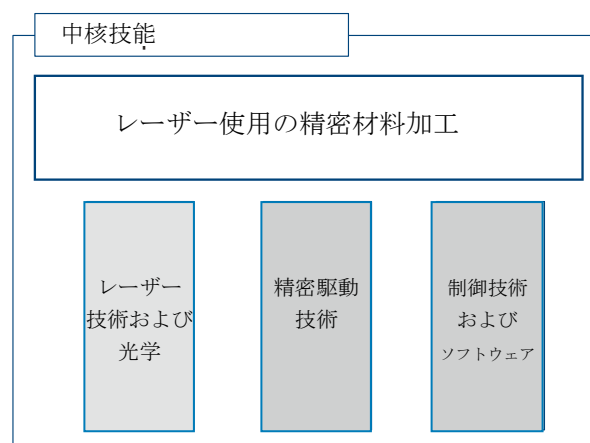 中核技能
レーザー使用の精密材料加工
レーザー
技術および
光学
精密駆動
技術
制御技術
および
ソフトウェア